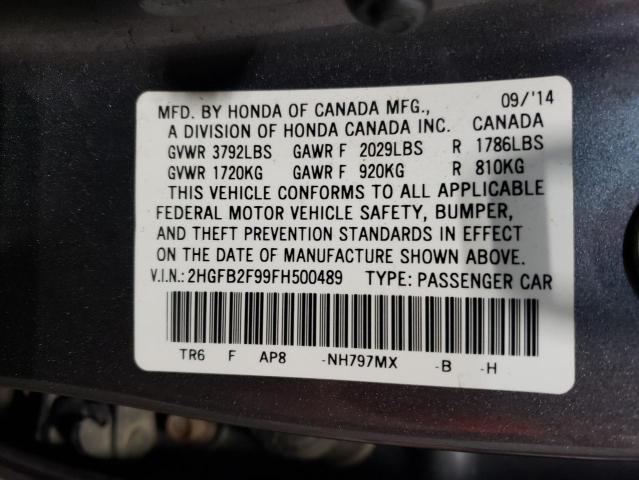 MFD. BY HONDA OF CANADA MFG., 09/'14
A DIVISION OF HONDA CANADA INC. CANADA
GVWR 3792LBS GAWR F 2029LBS R 1786LBS
GVWR 1720KG GAWR F 920KG R 810KG
THIS VEHICLE CONFORMS TO ALL APPLICABLE
FEDERAL MOTOR VEHICLE SAFETY, BUMPER,
AND THEFT PREVENTION STANDARDS IN EFFECT
ON THE DATE OF MANUFACTURE SHOWN ABOVE.
V.I.N.: 2HGFB2F99FH500489 TYPE: PASSENGER CAR
TR6 F AP8 -NH797MX -B -H